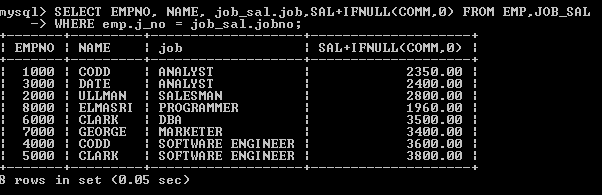 mysql> SELECT EMPNO, NAME, job_sal.job,SAL+IFNULL(COMM,0) FROM EMP,JOB_SAL
    -> WHERE emp.j_no = job_sal.jobno;
+-------+---------+-------------------+--------------------+
| EMPNO | NAME    | job               | SAL+IFNULL(COMM,0) |
+-------+---------+-------------------+--------------------+
|  1000 | CODD    | ANALYST           |            2350.00 |
|  3000 | DATE    | ANALYST           |            2400.00 |
|  2000 | ULLMAN  | SALESMAN          |            2800.00 |
|  8000 | ELMASRI | PROGRAMMER        |            1960.00 |
|  6000 | CLARK   | DBA               |            3500.00 |
|  7000 | GEORGE  | MARKETER          |            3400.00 |
|  4000 | CODD    | SOFTWARE ENGINEER |            3600.00 |
|  5000 | CLARK   | SOFTWARE ENGINEER |            3800.00 |
+-------+---------+-------------------+--------------------+
8 rows in set (0.05 sec)